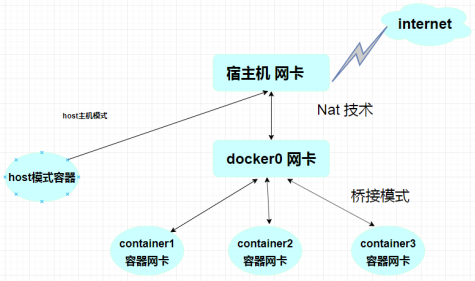 internet
宿主机 网卡
host主机模式
Nat 技术
docker0 网卡
host模式容器
桥接模式
container1
容器网卡
container2
容器网卡
container3
容器网卡